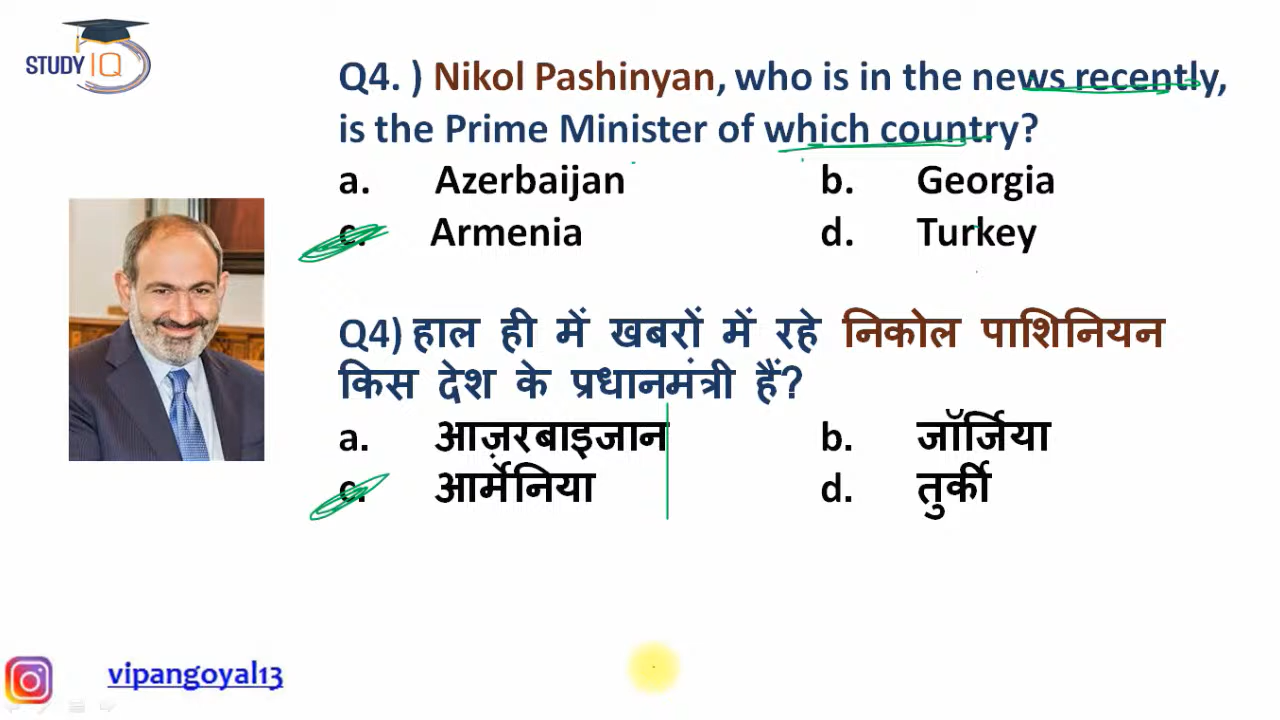 STUDY IQ
Q4. ) Nikol Pashinyan, who is in the news recently,
is the Prime Minister of which country?
a. Azerbaijan b. Georgia
c. Armenia d. Turkey
Q4) हाल ही में खबरों में रहे निकोल पाशिनियन
किस देश के प्रधानमंत्री हैं?
a. आज़रबाइजान b. जॉर्जिया
c. आर्मेनिया d. तुर्की
vipangoyal13